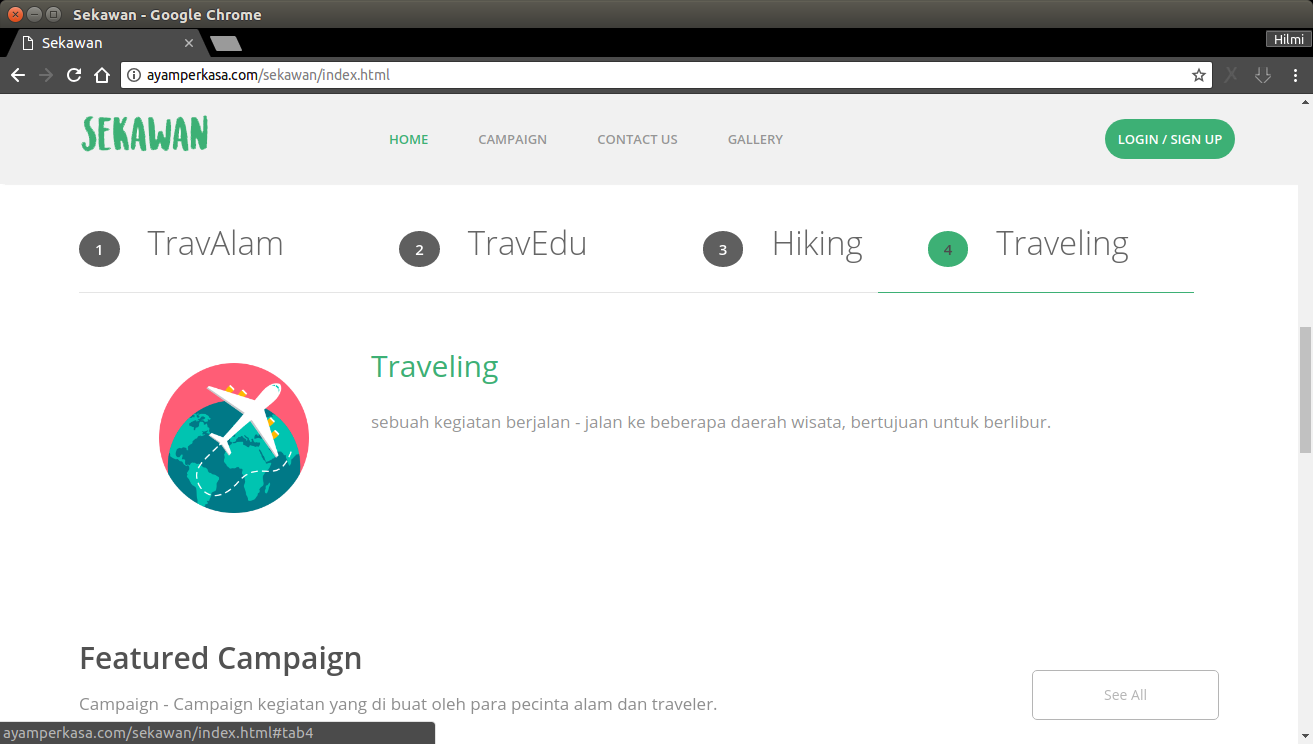 Sekawan - Google Chrome
Sekawan
Hilmi
ayamperkasa.com/sekawan/index.html
SEKAWAN
HOME CAMPAIGN CONTACT US GALLERY LOGIN / SIGN UP
1 TravAlam 2 TravEdu 3 Hiking 4 Traveling
Traveling
sebuah kegiatan berjalan - jalan ke beberapa daerah wisata, bertujuan untuk berlibur.
Featured Campaign
See All
Campaign - Campaign kegiatan yang di buat oleh para pecinta alam dan traveler.
ayamperkasa.com/sekawan/index.html#tab4